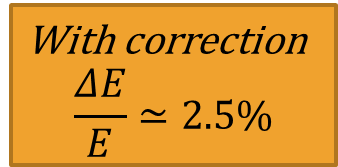 With correction
ΔE/E ≃ 2.5%